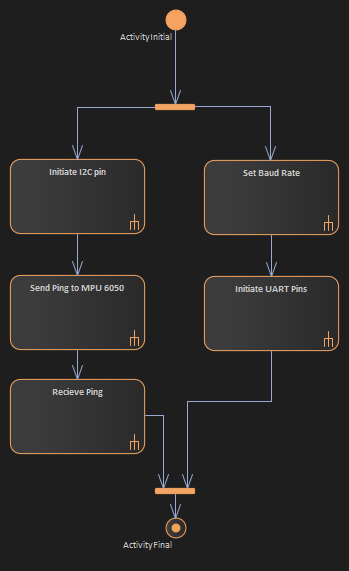 ActivityInitial
Initiate I2C pin
Set Baud Rate
Send Ping to MPU 6050
Initiate UART Pins
Recieve Ping
ActivityFinal